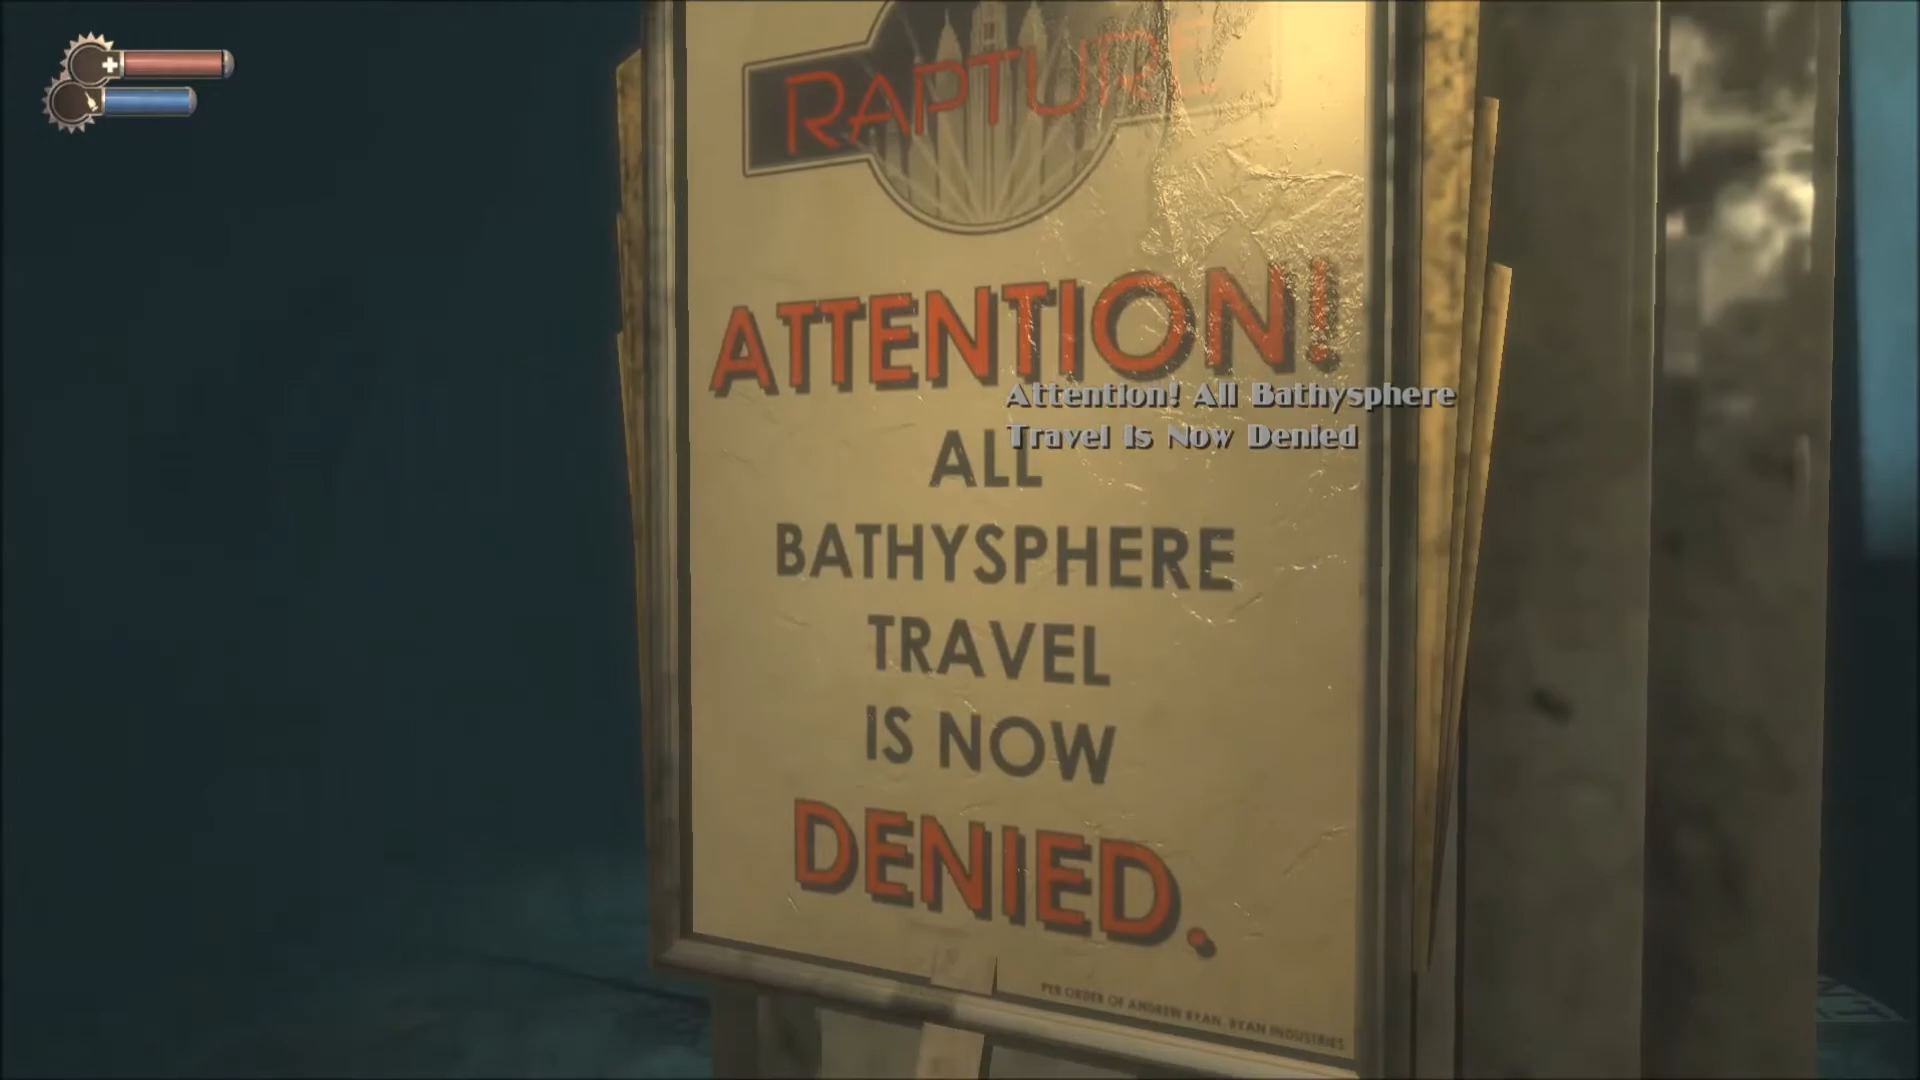 RAPTURE
ATTENTION!
Attention! All Bathysphere
Travel Is Now Denied
ALL
BATHYSPHERE
TRAVEL
IS NOW
DENIED.
PER ORDER OF ANDREW RYAN. RYAN INDUSTRIES